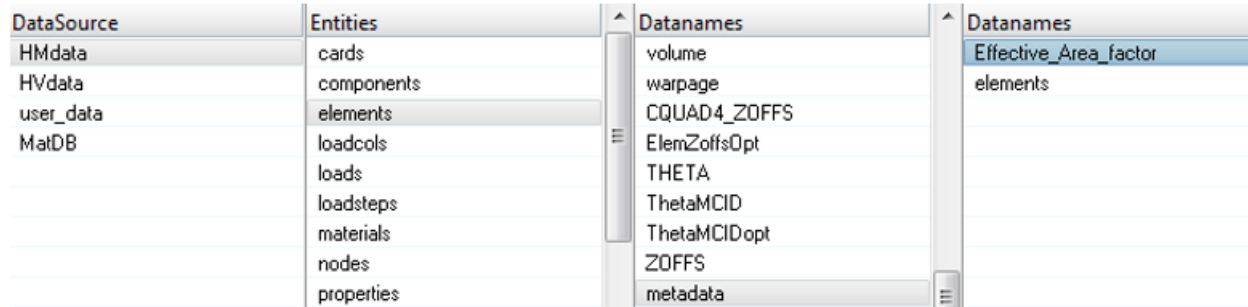 DataSource Entities Datanames Datanames
HMdata cards volume Effective_Area_factor
HVdata components warpage elements
user_data elements CQUAD4_ZOFFS
MatDB loadcols ElemZoffsOpt
loads THETA
loadsteps ThetaMCID
materials ThetaMCIDopt
nodes ZOFFS
properties metadata